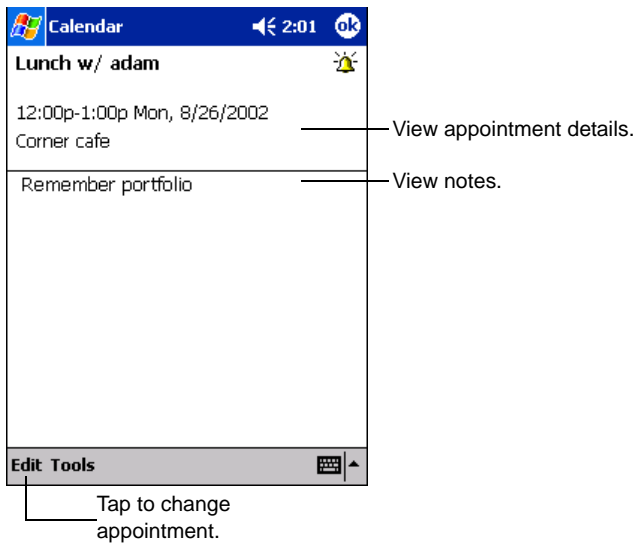 Calendar 2:01 ok
Lunch w/ adam
12:00p-1:00p Mon, 8/26/2002
Corner cafe
View appointment details.
Remember portfolio
View notes.
Edit Tools
Tap to change
appointment.